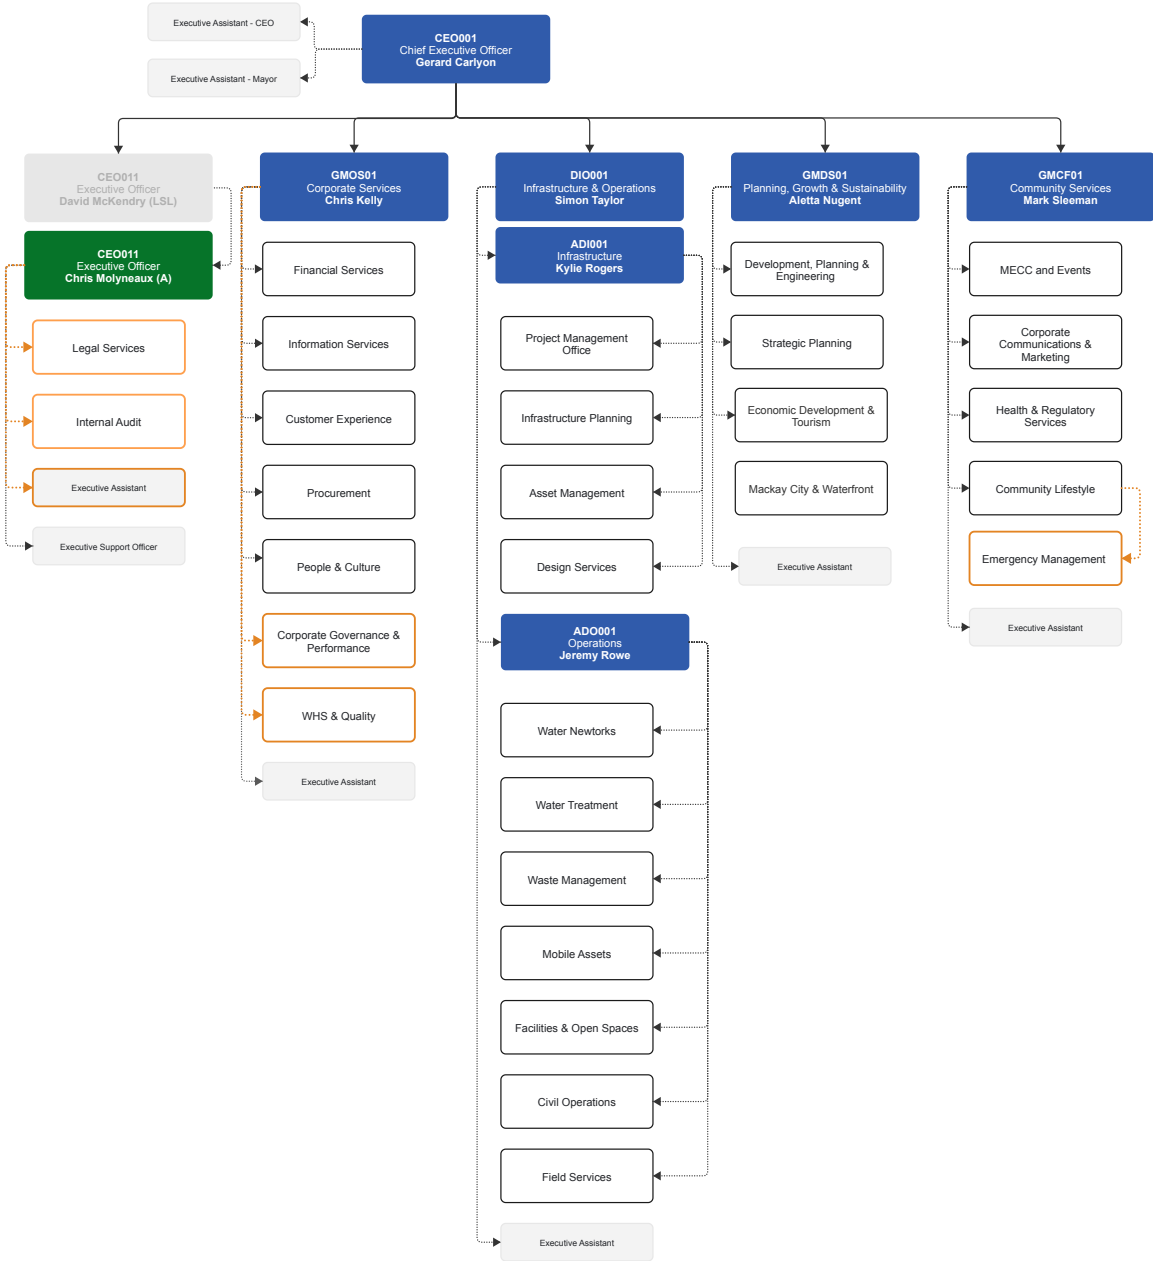 Executive Assistant - CEO
Executive Assistant - Mayor
CEO001
Chief Executive Officer
Gerard Carlyon
CEO011
Executive Officer
David McKendry (LSL)
CEO011
Executive Officer
Chris Molyneaux (A)
Legal Services
Internal Audit
Executive Assistant
Executive Support Officer
GMOS01
Corporate Services
Chris Kelly
Financial Services
Information Services
Customer Experience
Procurement
People & Culture
Corporate Governance &
Performance
WHS & Quality
Executive Assistant
DIO001
Infrastructure & Operations
Simon Taylor
ADI001
Infrastructure
Kylie Rogers
Project Management
Office
Infrastructure Planning
Asset Management
Design Services
ADO001
Operations
Jeremy Rowe
Water Newtorks
Water Treatment
Waste Management
Mobile Assets
Facilities & Open Spaces
Civil Operations
Field Services
Executive Assistant
GMDS01
Planning, Growth & Sustainability
Aletta Nugent
Development, Planning &
Engineering
Strategic Planning
Economic Development &
Tourism
Mackay City & Waterfront
Executive Assistant
GMCF01
Community Services
Mark Sleeman
MECC and Events
Corporate
Communications &
Marketing
Health & Regulatory
Services
Community Lifestyle
Emergency Management
Executive Assistant